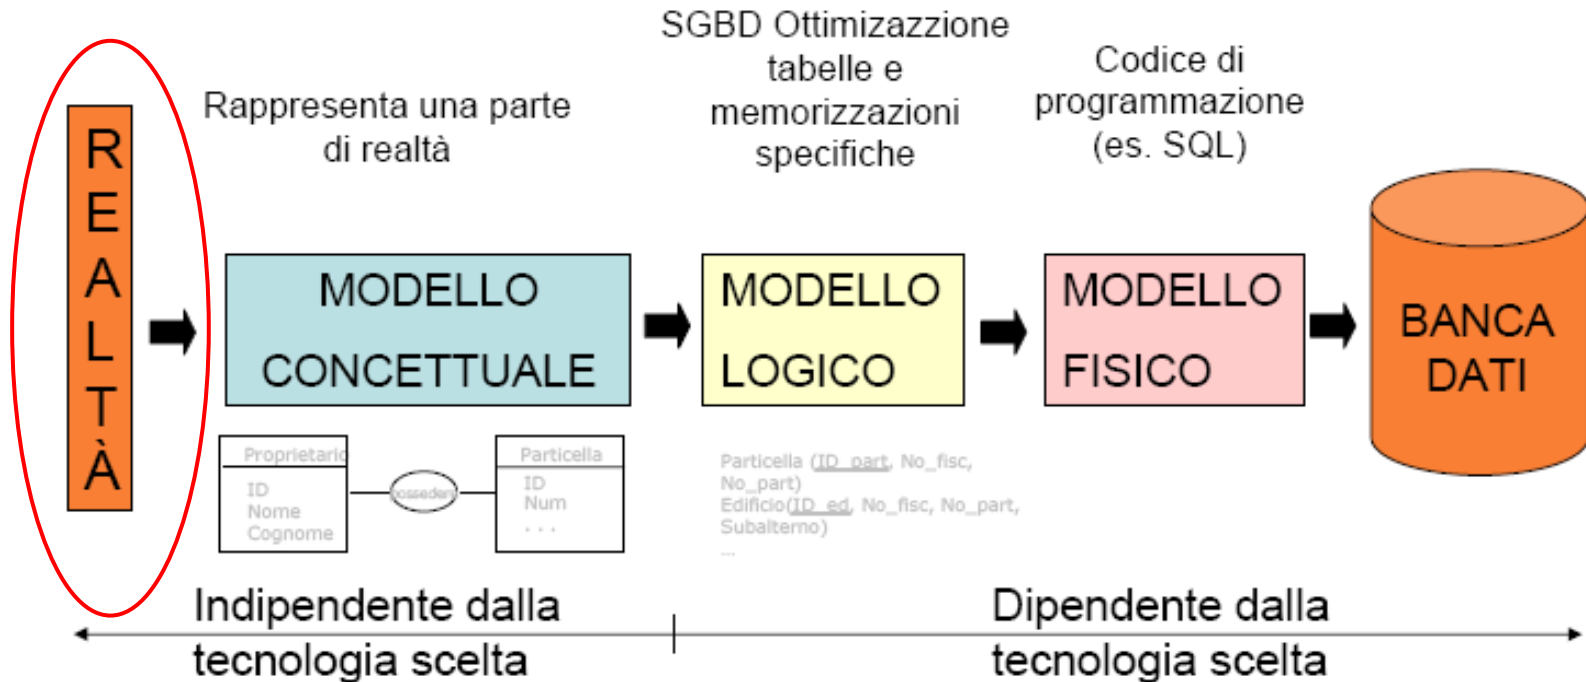 SGBD Ottimizazzione
tabelle e
memorizzazioni
specifiche
Codice di
programmazione
(es. SQL)
Rappresenta una parte
di realtà
REALTÀ
MODELLO
CONCETTUALE
MODELLO
LOGICO
MODELLO
FISICO
BANCA
DATI
Proprietario
ID
Nome
Cognome
possedere
Particella
ID
Num
. . .
Particella (ID_part, No_fisc,
No_part)
Edificio(ID_ed, No_fisc, No_part,
Subalterno)
...
Indipendente dalla
tecnologia scelta
Dipendente dalla
tecnologia scelta